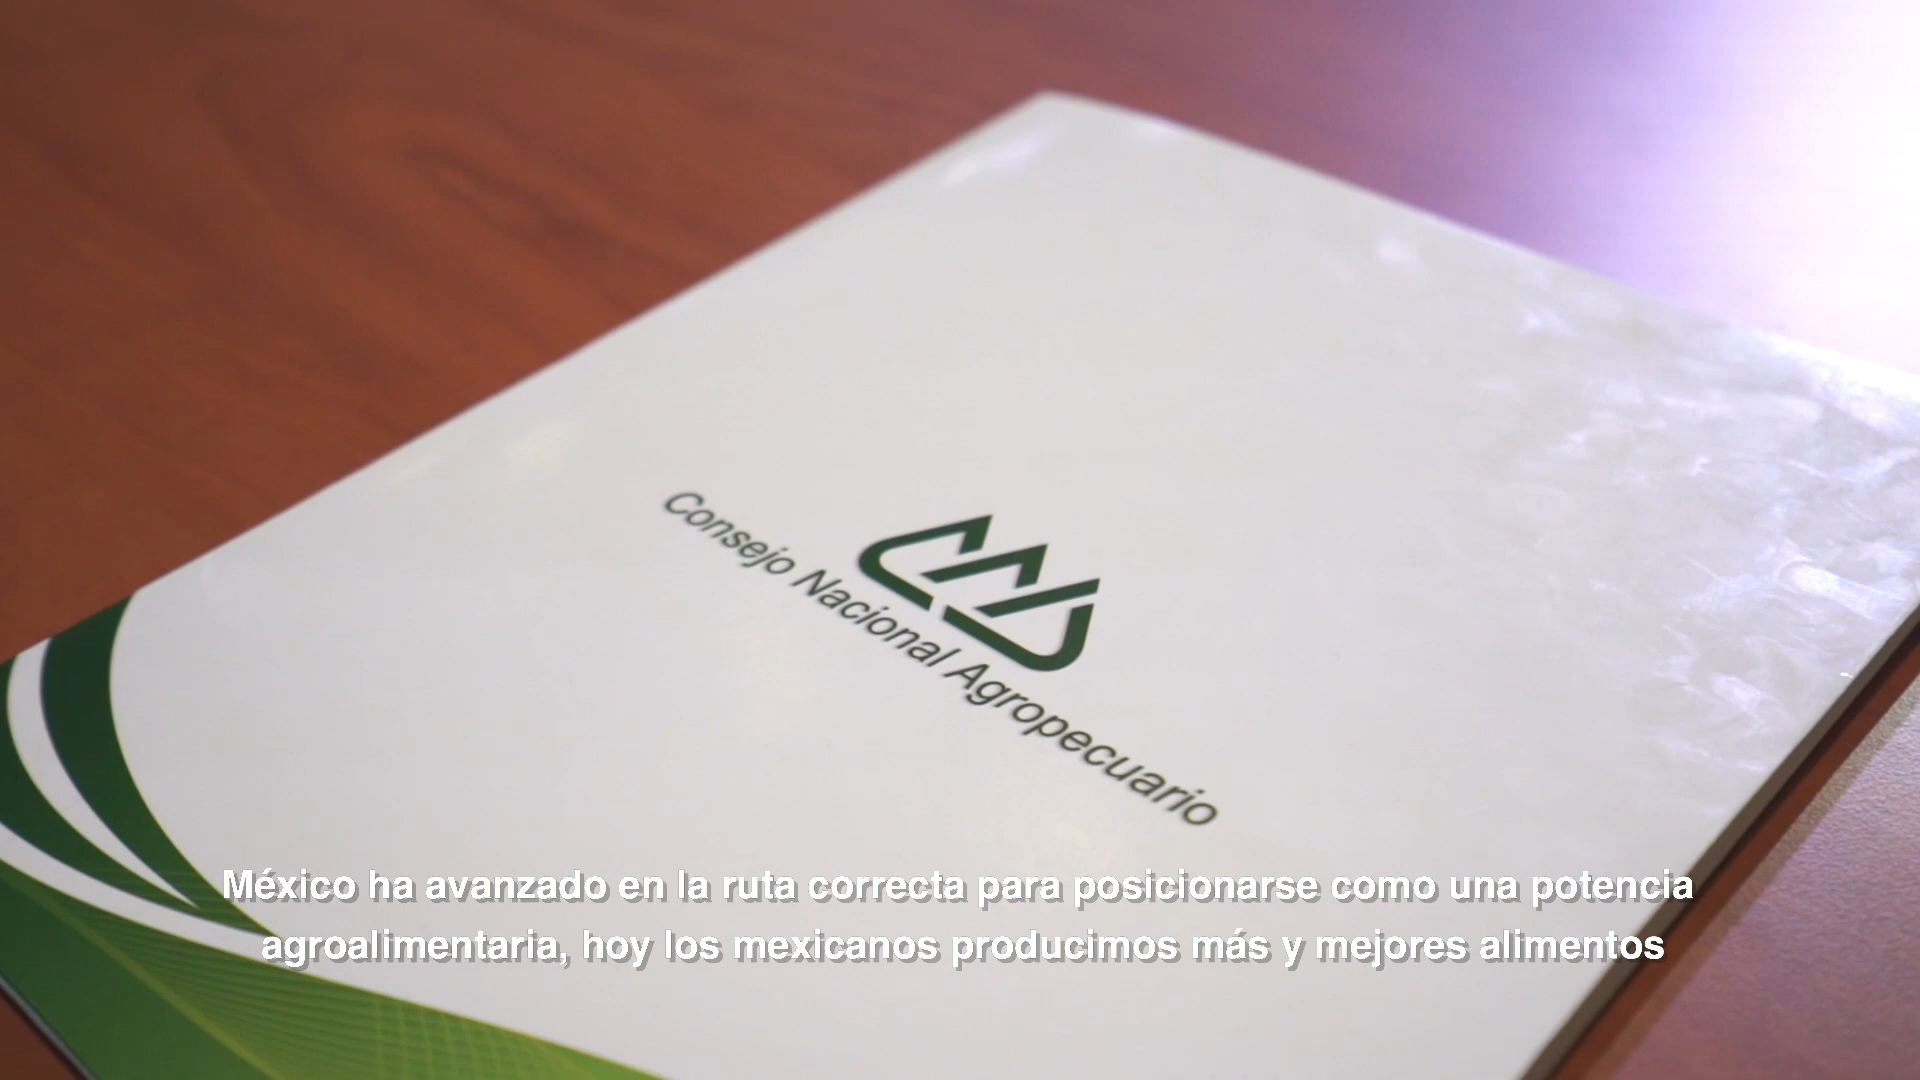 Consejo Nacional Agropecuario
México ha avanzado en la ruta correcta para posicionarse como una potencia
agroalimentaria, hoy los mexicanos producimos más y mejores alimentos